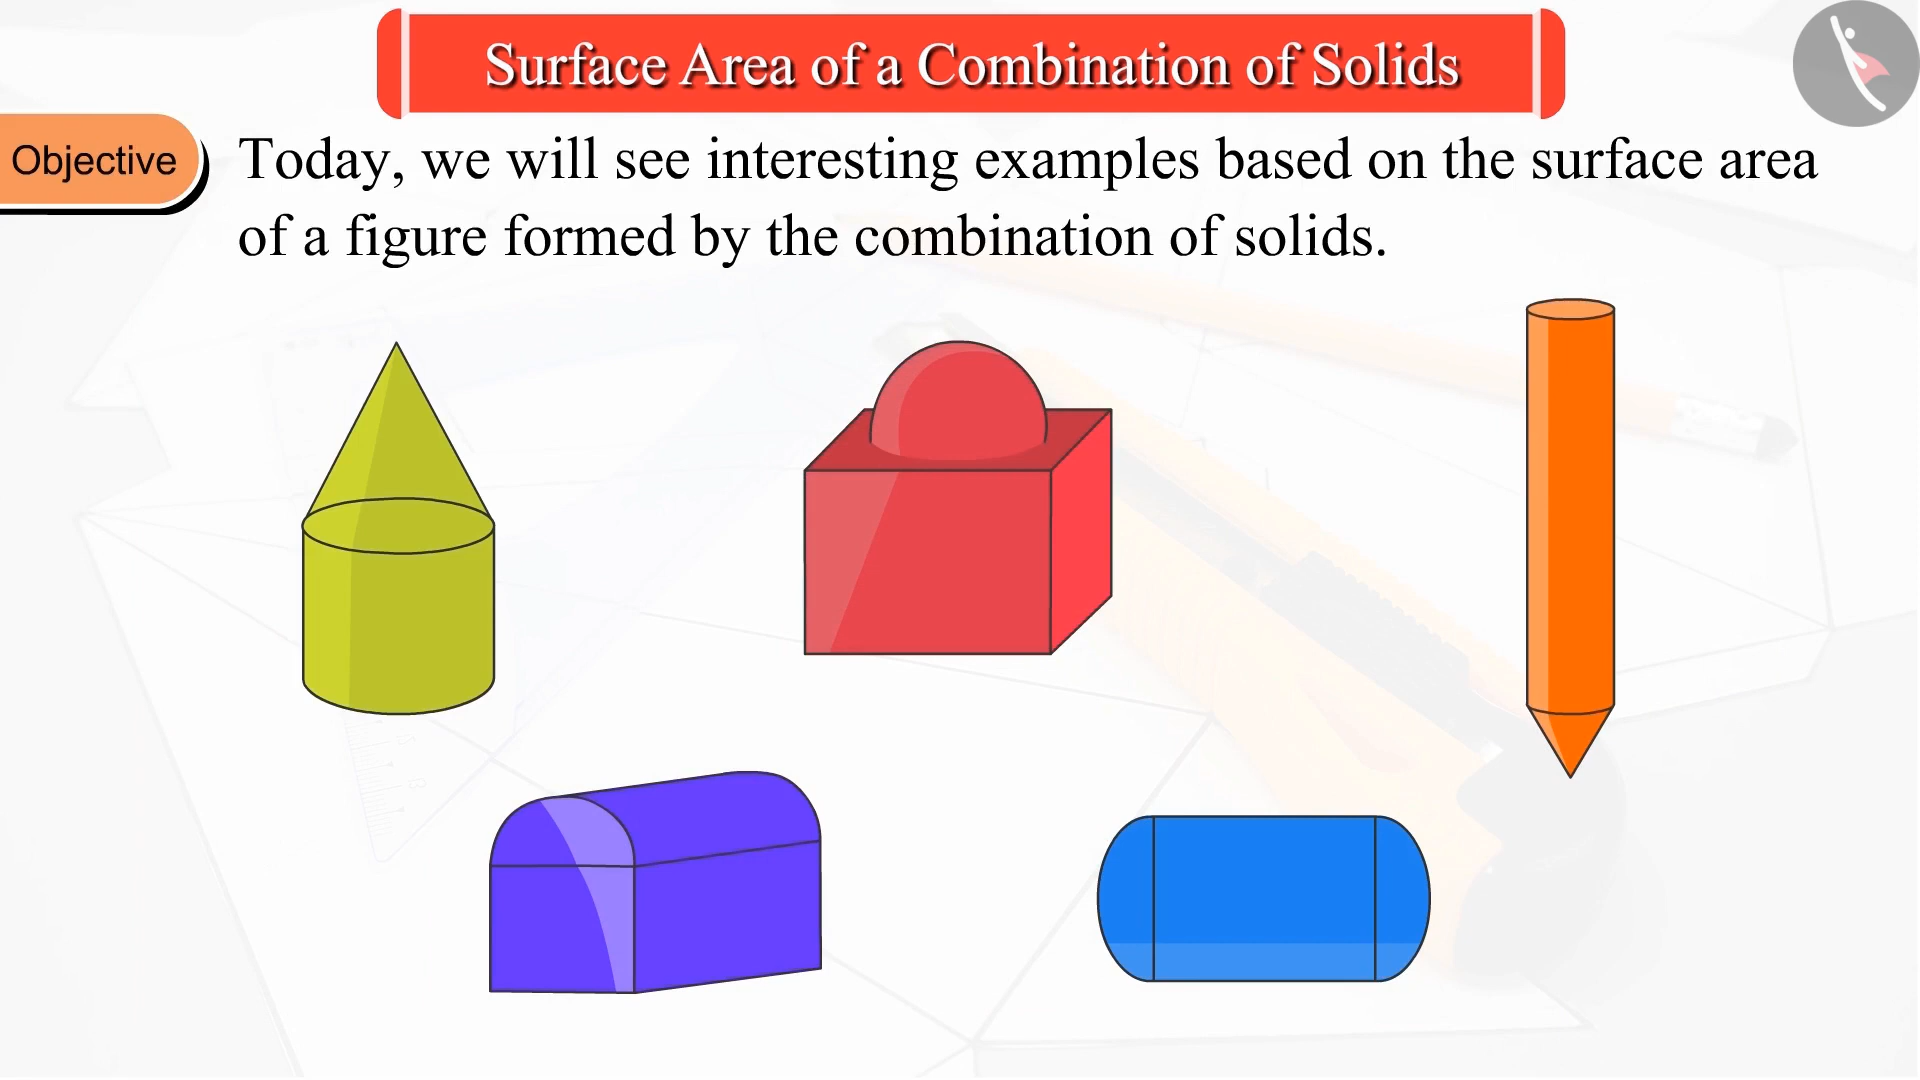 Surface Area of a Combination of Solids
Objective
Today, we will see interesting examples based on the surface area
of a figure formed by the combination of solids.